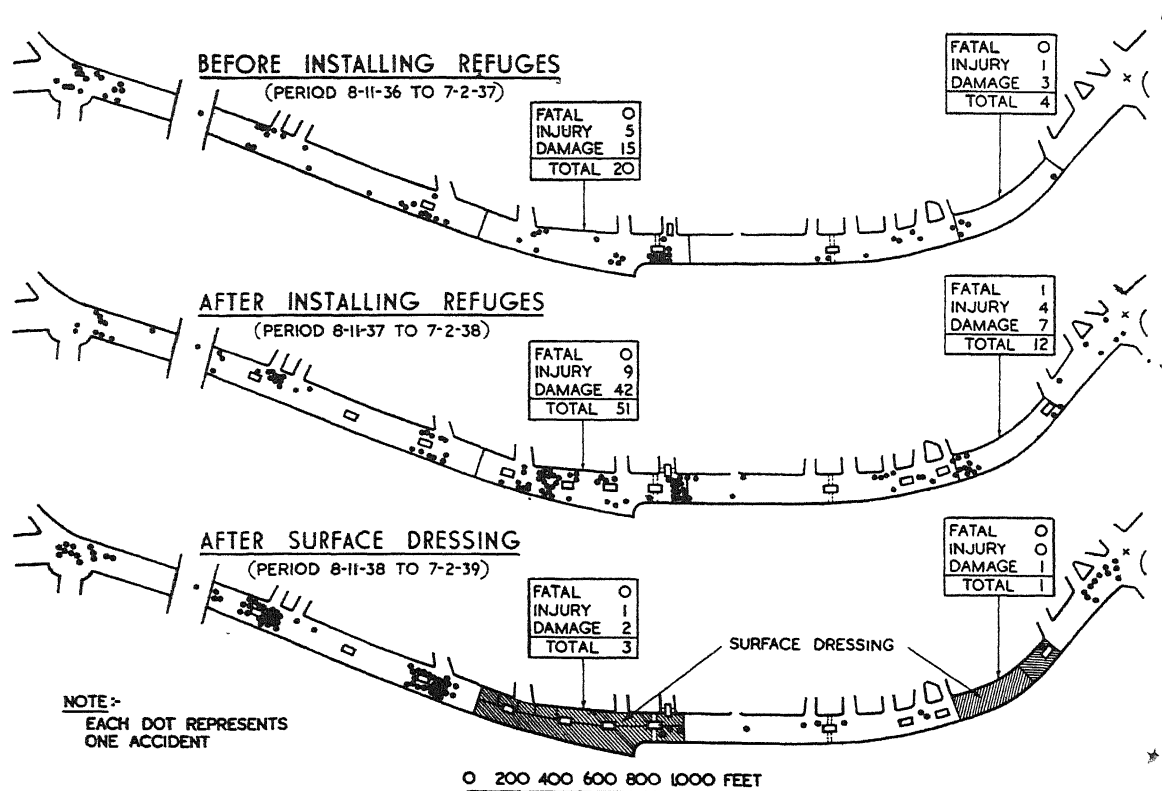 BEFORE INSTALLING REFUGES
(PERIOD 8-11-36 TO 7-2-37)
FATAL 0
INJURY 5
DAMAGE 15
TOTAL 20
FATAL 0
INJURY 1
DAMAGE 3
TOTAL 4
AFTER INSTALLING REFUGES
(PERIOD 8-11-37 TO 7-2-38)
FATAL 0
INJURY 9
DAMAGE 42
TOTAL 51
FATAL 1
INJURY 4
DAMAGE 7
TOTAL 12
AFTER SURFACE DRESSING
(PERIOD 8-11-38 TO 7-2-39)
FATAL 0
INJURY 1
DAMAGE 2
TOTAL 3
FATAL 0
INJURY 0
DAMAGE 1
TOTAL 1
SURFACE DRESSING
NOTE:-
EACH DOT REPRESENTS
ONE ACCIDENT
0 200 400 600 800 1,000 FEET